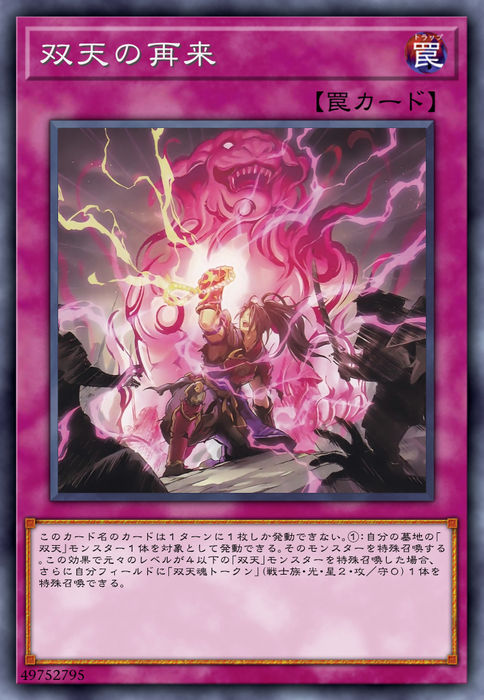 双天の再来
トラップ
罠
【罠カード】
このカード名のカードは1ターンに1枚しか発動できない。①:自分の墓地の「
双天」モンスター1体を対象として発動できる。そのモンスターを特殊召喚する
。この効果で元々のレベルが4以下の「双天」モンスターを特殊召喚した場合、
さらに自分フィールドに「双天魂トークン」(戦士族・光・星2・攻/守0)1体を
特殊召喚できる。
49752795